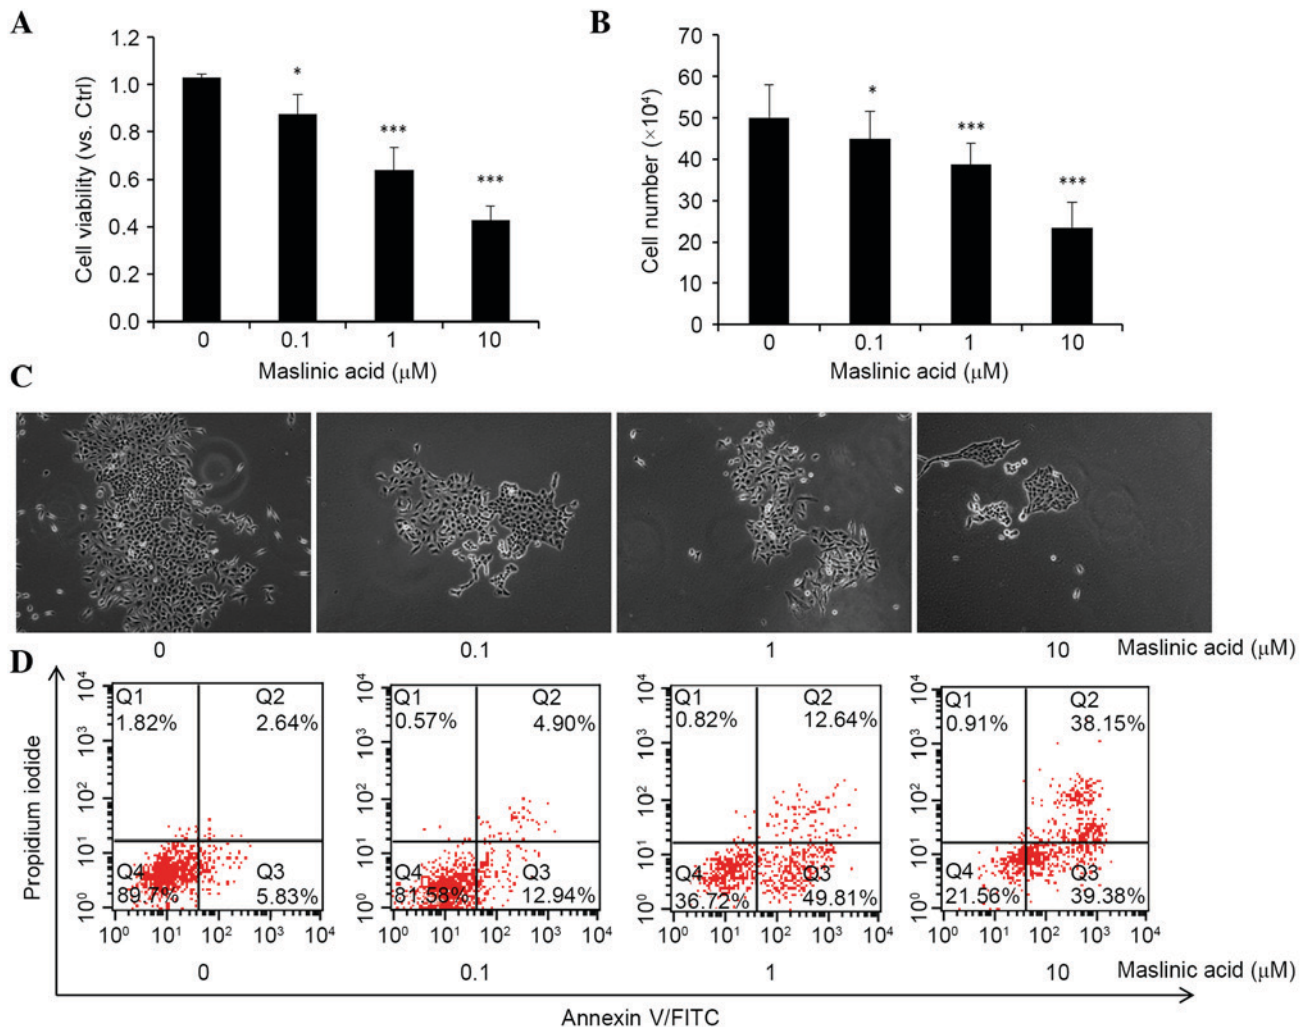 A
Cell viability (vs. Ctrl)
1.2
1.0
0.8
0.6
0.4
0.2
0.0
*
***
***
0 0.1 1 10
Maslinic acid (μM)
B
Cell number (×10⁴)
70
60
50
40
30
20
10
0
*
***
***
0 0.1 1 10
Maslinic acid (μM)
C
0 0.1 1 10 Maslinic acid (μM)
D
Propidium iodide
10⁴
10³
10²
10¹
10⁰
Q1 Q2
1.82% 2.64%
Q4 Q3
89.7% 5.83%
10⁰ 10¹ 10² 10³ 10⁴
10⁴
10³
10²
10¹
10⁰
Q1 Q2
0.57% 4.90%
Q4 Q3
81.58% 12.94%
10⁰ 10¹ 10² 10³ 10⁴
10⁴
10³
10²
10¹
10⁰
Q1 Q2
0.82% 12.64%
Q4 Q3
36.72% 49.81%
10⁰ 10¹ 10² 10³ 10⁴
10⁴
10³
10²
10¹
10⁰
Q1 Q2
0.91% 38.15%
Q4 Q3
21.56% 39.38%
10⁰ 10¹ 10² 10³ 10⁴
0 0.1 1 10 Maslinic acid (μM)
Annexin V/FITC